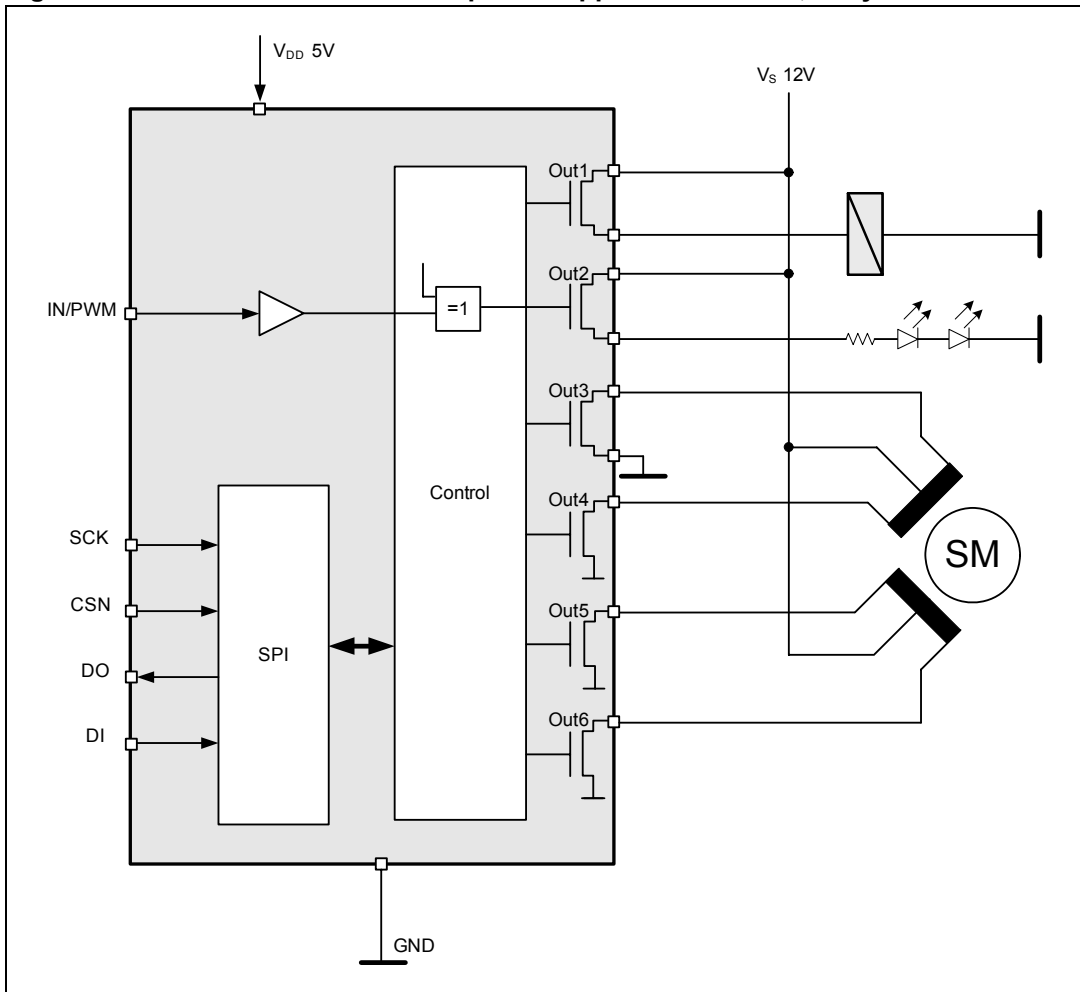 V_DD 5V
V_S 12V
Out1
Out2
IN/PWM
=1
Out3
Control
Out4
SCK
SM
CSN
Out5
SPI
DO
Out6
DI
GND